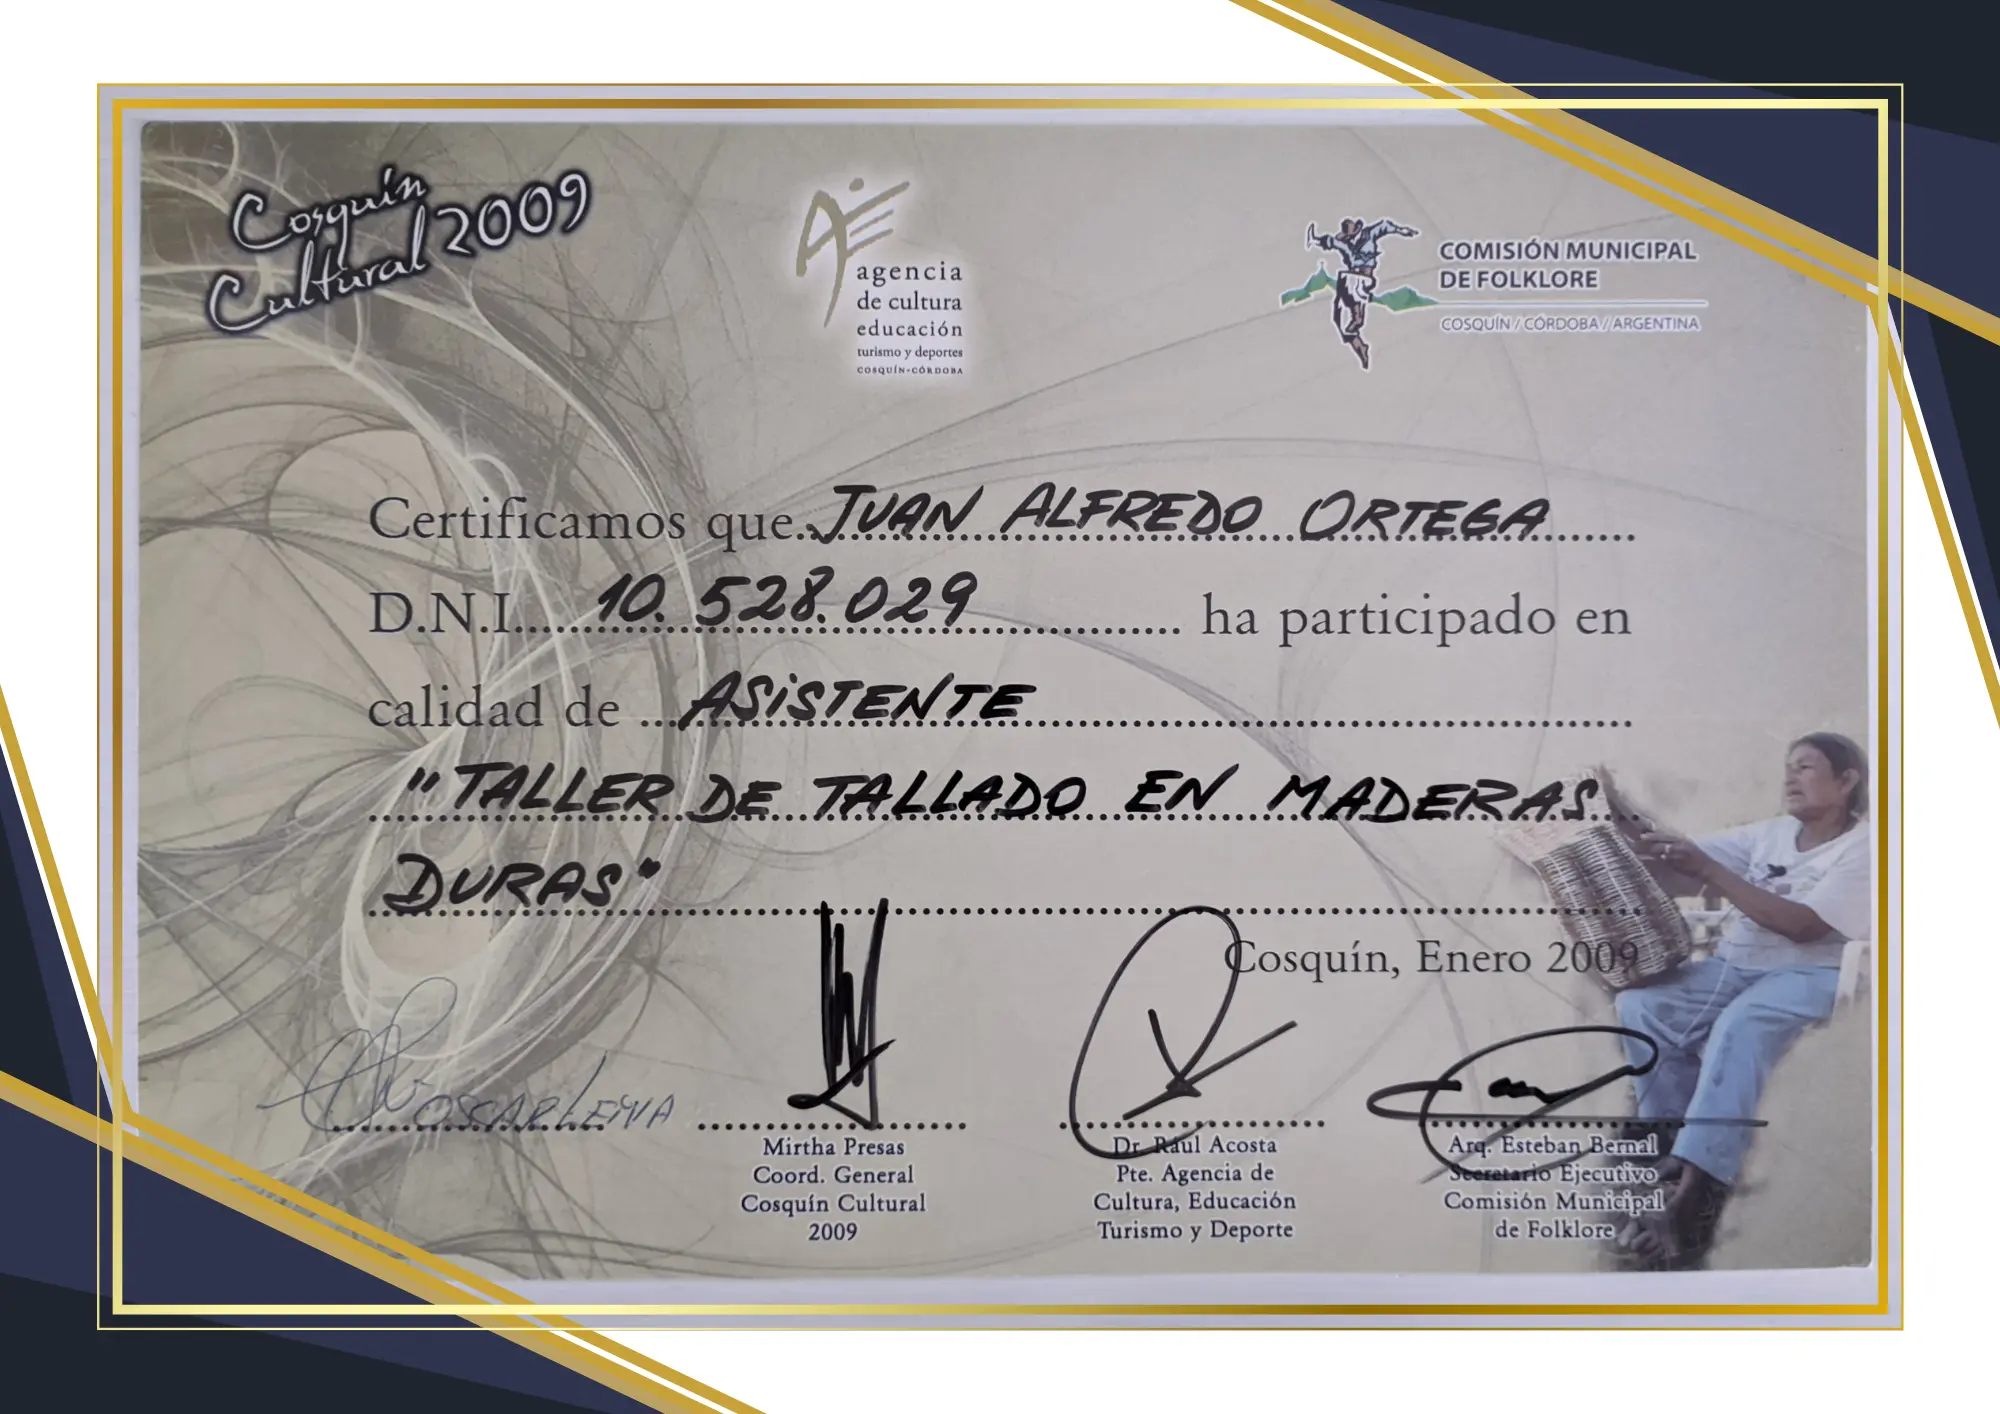 Cosquín
Cultural 2009
agencia
de cultura
educación
turismo y deportes
COSQUÍN-CÓRDOBA
COMISIÓN MUNICIPAL
DE FOLKLORE
COSQUÍN / CÓRDOBA / ARGENTINA
Certificamos que JUAN ALFREDO ORTEGA
D.N.I. 10.528.029 ha participado en
calidad de ASISTENTE
"TALLER DE TALLADO EN MADERAS
DURAS"
Cosquín, Enero 2009
Mirtha Presas
Coord. General
Cosquín Cultural
2009
Dr. Raúl Acosta
Pte. Agencia de
Cultura, Educación
Turismo y Deporte
Arq. Esteban Bernal
Secretario Ejecutivo
Comisión Municipal
de Folklore